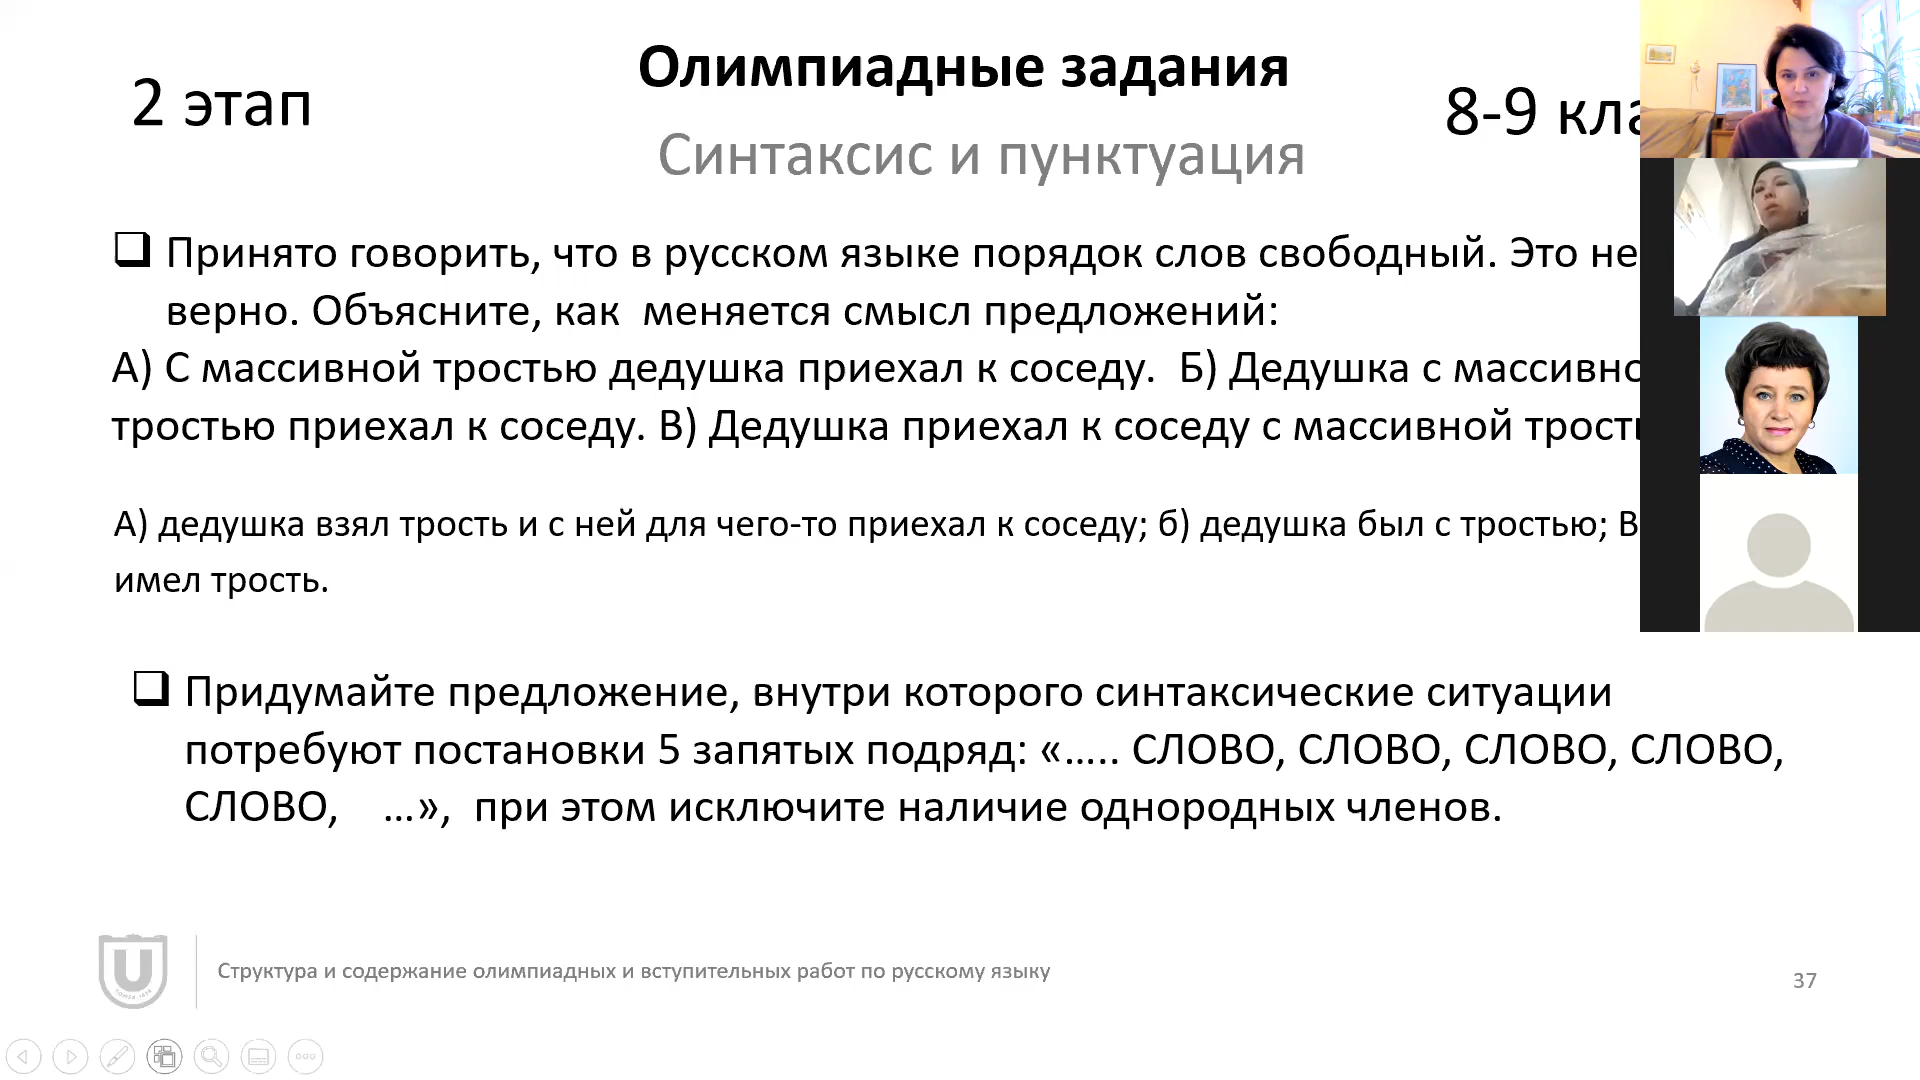 2 этап
Олимпиадные задания
8-9 кла
Синтаксис и пунктуация
Принято говорить, что в русском языке порядок слов свободный. Это не
верно. Объясните, как меняется смысл предложений:
А) С массивной тростью дедушка приехал к соседу. Б) Дедушка с массивно
тростью приехал к соседу. В) Дедушка приехал к соседу с массивной трость
А) дедушка взял трость и с ней для чего-то приехал к соседу; б) дедушка был с тростью; В
имел трость.
Придумайте предложение, внутри которого синтаксические ситуации
потребуют постановки 5 запятых подряд: «….. СЛОВО, СЛОВО, СЛОВО, СЛОВО,
СЛОВО, …», при этом исключите наличие однородных членов.
Структура и содержание олимпиадных и вступительных работ по русскому языку
37